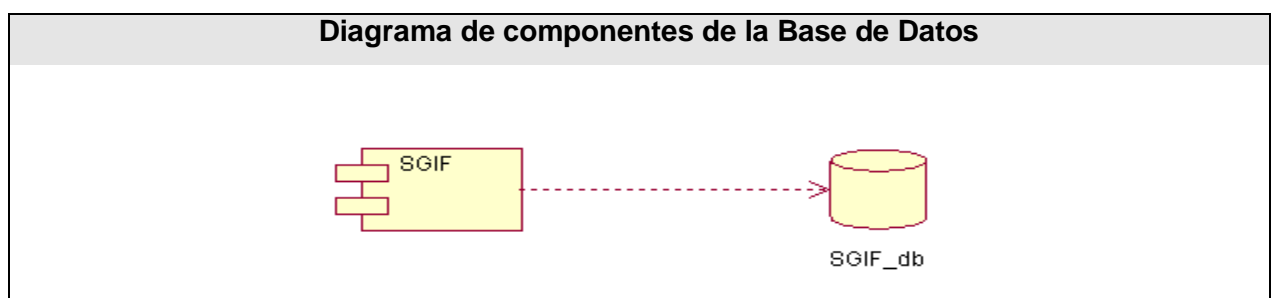 Diagrama de componentes de la Base de Datos
SGIF
SGIF_db